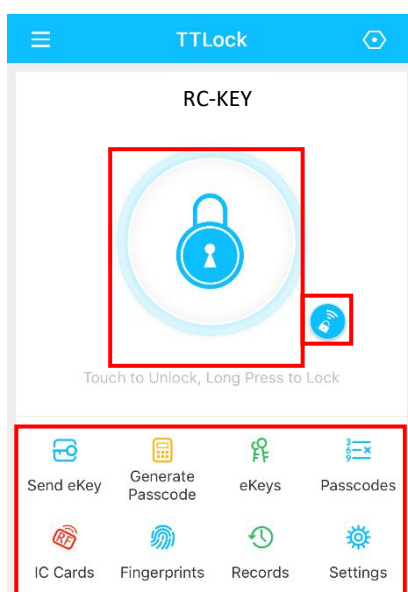 TTLock
RC-KEY
Touch to Unlock, Long Press to Lock
Send eKey
Generate
Passcode
eKeys
Passcodes
IC Cards
Fingerprints
Records
Settings